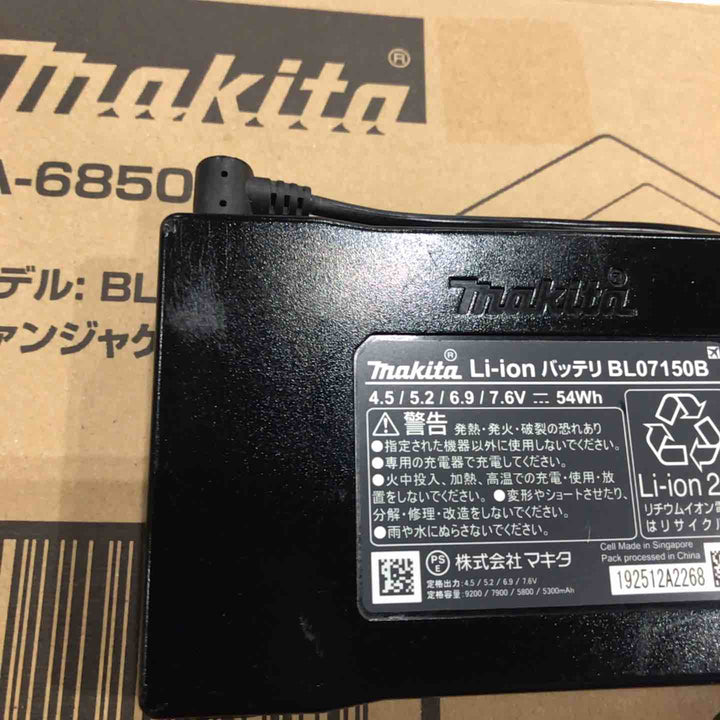 makita®
A-6850
デル: BL
ァンジャケ
makita®
makita® Li-ion バッテリ BL07150B
4.5 / 5.2 / 6.9 / 7.6V ⎓ 54Wh
⚠警告 発熱・発火・破裂の恐れあり
●指定された機器以外に使用しないでください。
●専用の充電器で充電してください。
●火中投入、加熱、高温での充電・使用・放
置をしないでください。●変形やショートさせたり、
分解・修理・改造をしないでください。
●雨や水にぬらさないでください。
Li-ion 2
リチウムイオン電
はリサイクル
PSE 株式会社マキタ
定格出力: 4.5 / 5.2 / 6.9 / 7.6V
定格容量: 9200 / 7900 / 5800 / 5300mAh
Cell Made in Singapore
Pack processed in China
192512A2268